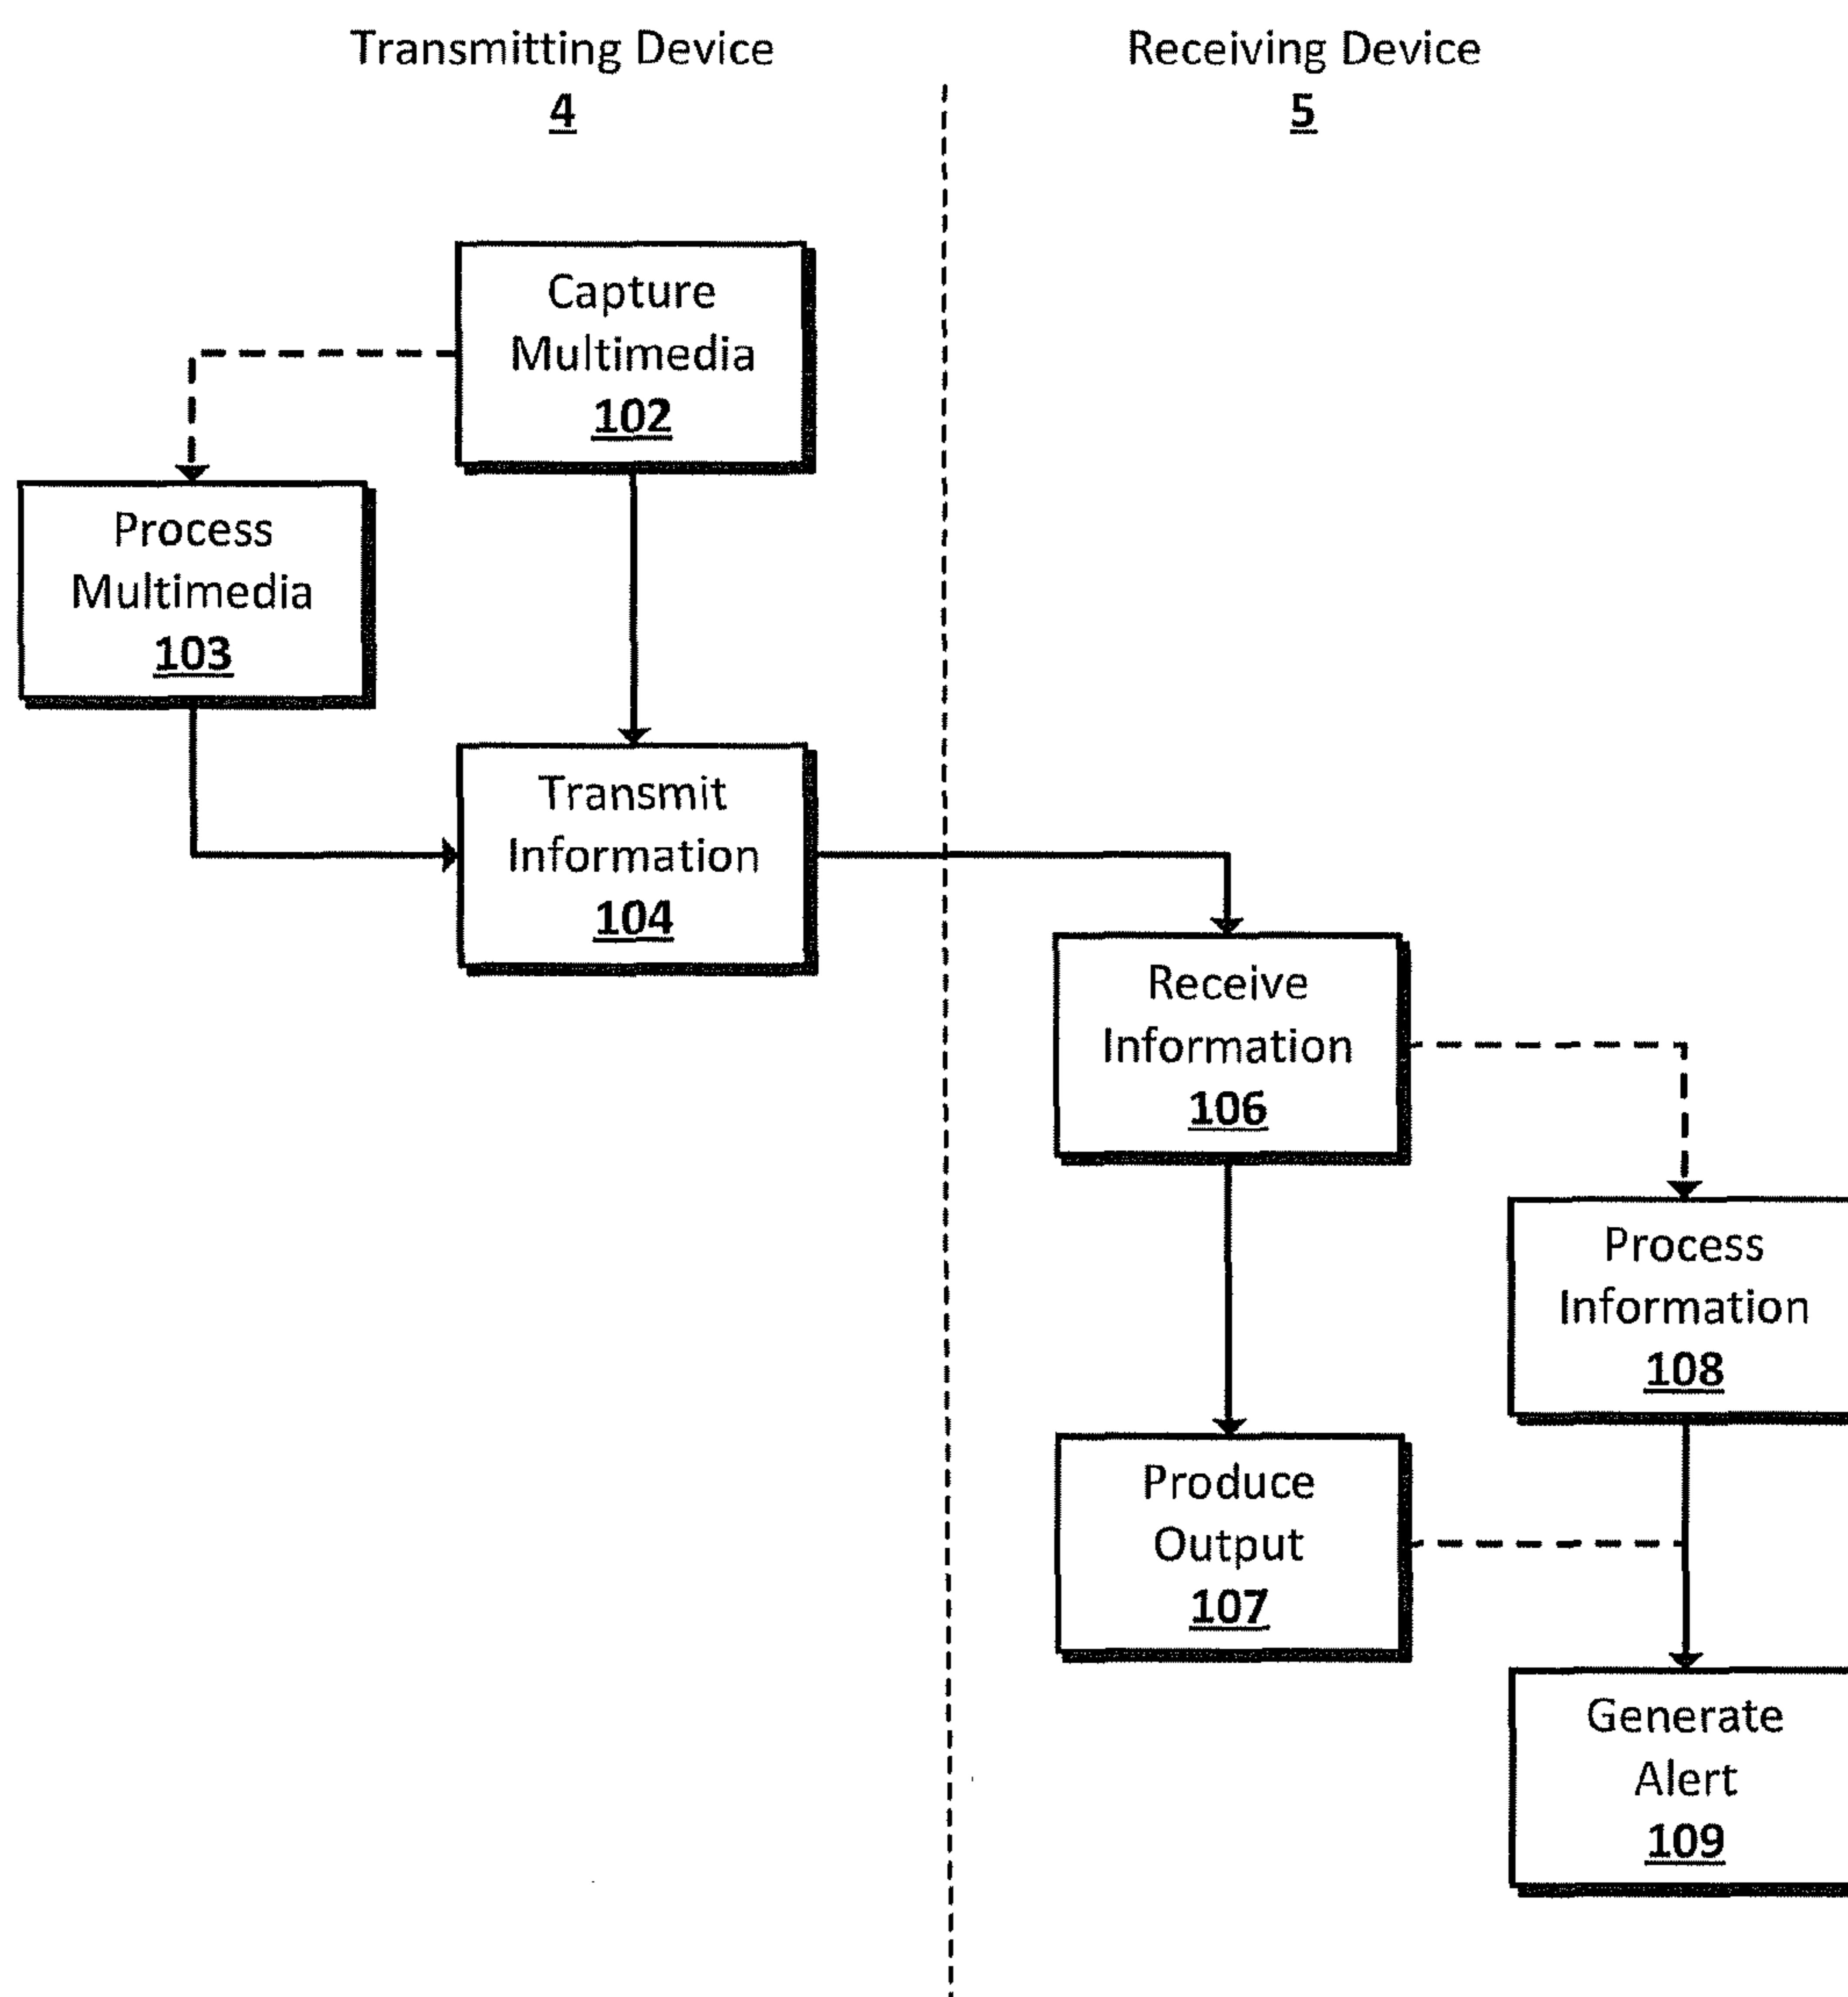 Transmitting Device
4
Receiving Device
5
Capture
Multimedia
102
Process
Multimedia
103
Transmit
Information
104
Receive
Information
106
Process
Information
108
Produce
Output
107
Generate
Alert
109